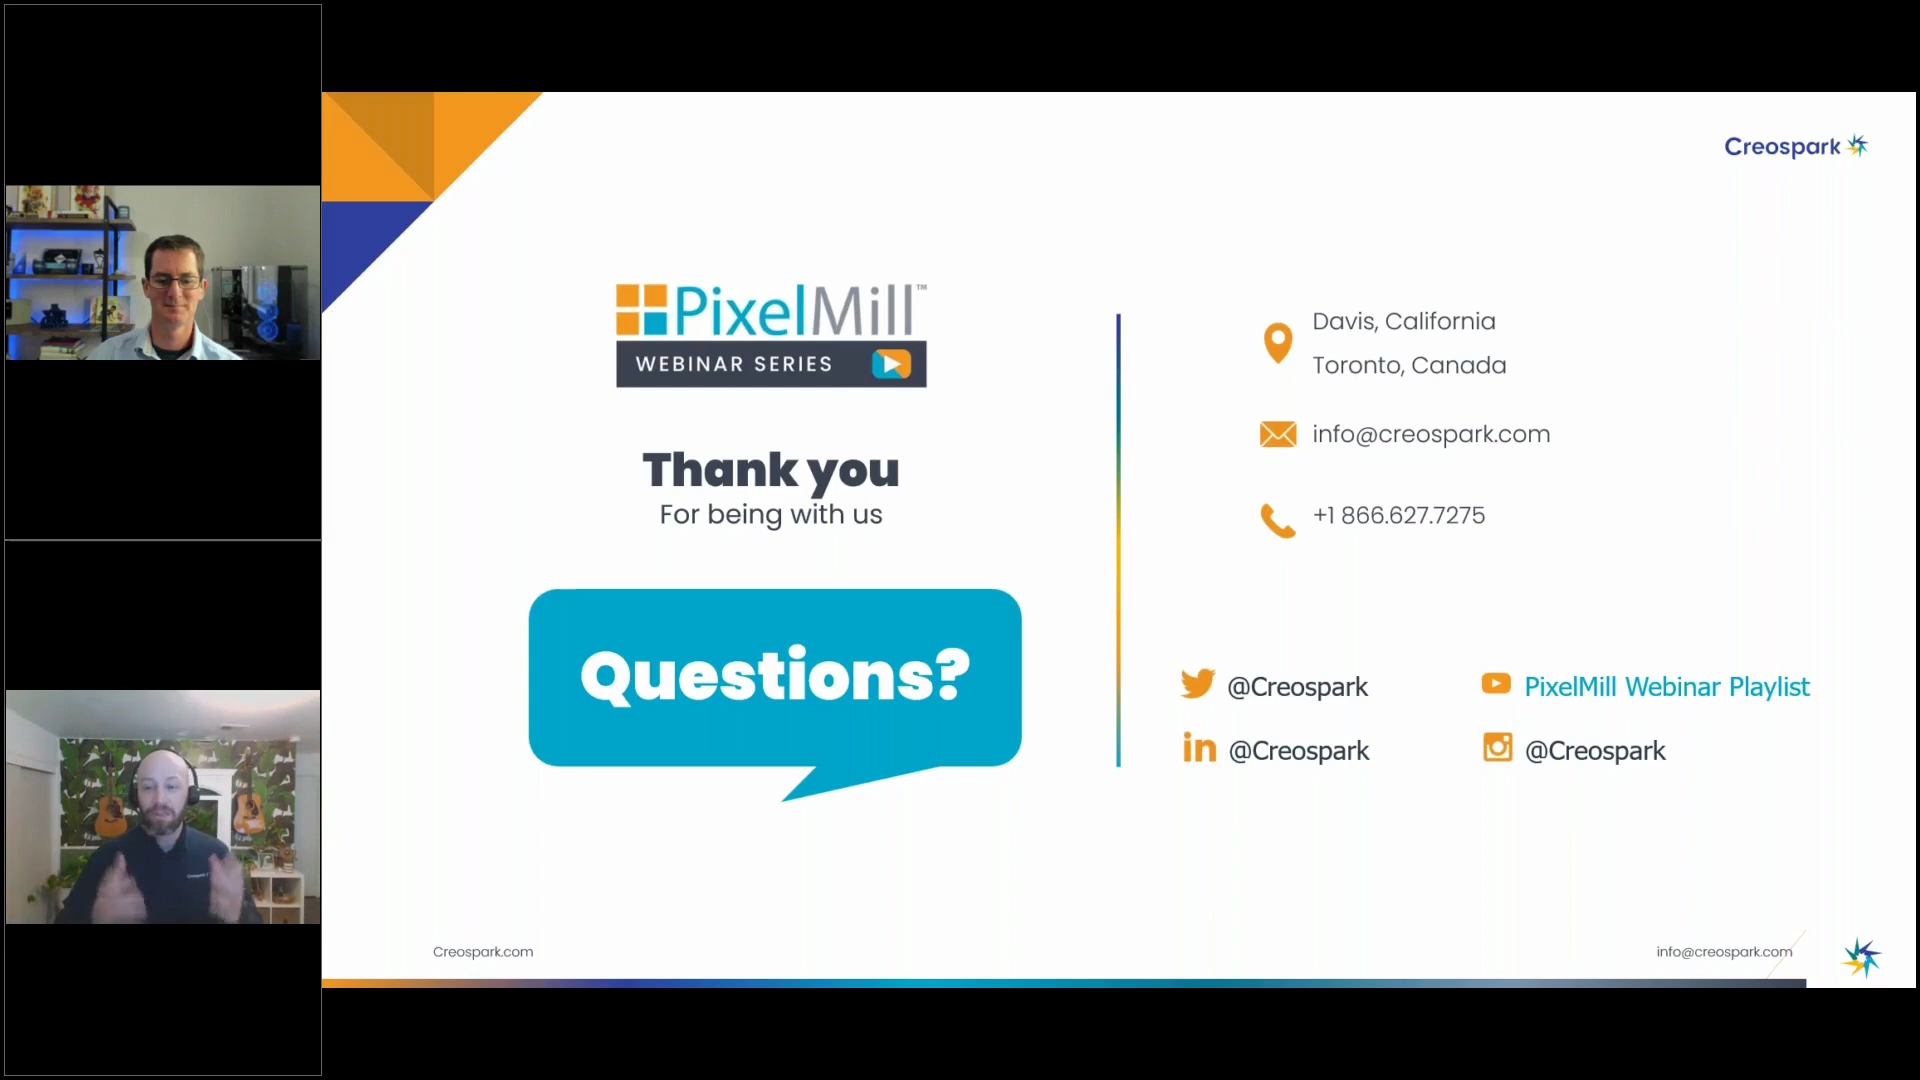 Creospark
PixelMill™
WEBINAR SERIES
Thank you
For being with us
Questions?
Davis, California
Toronto, Canada
info@creospark.com
+1 866.627.7275
@Creospark
PixelMill Webinar Playlist
@Creospark
@Creospark
Creospark.com
info@creospark.com